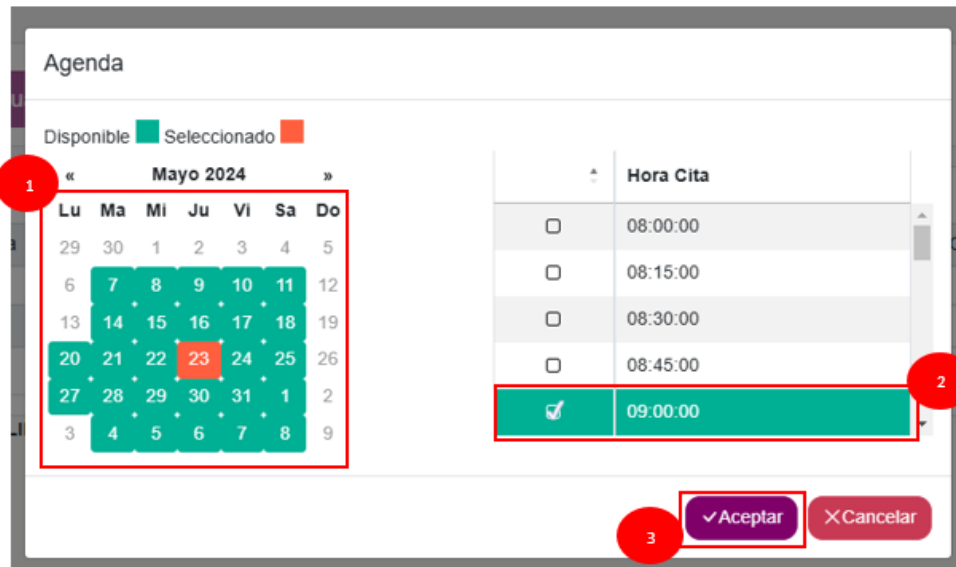 Agenda
Disponible Seleccionado
1
« Mayo 2024 »
Lu Ma Mi Ju Vi Sa Do
29 30 1 2 3 4 5
6 7 8 9 10 11 12
13 14 15 16 17 18 19
20 21 22 23 24 25 26
27 28 29 30 31 1 2
3 4 5 6 7 8 9
Hora Cita
08:00:00
08:15:00
08:30:00
08:45:00
09:00:00
2
3
Aceptar
Cancelar